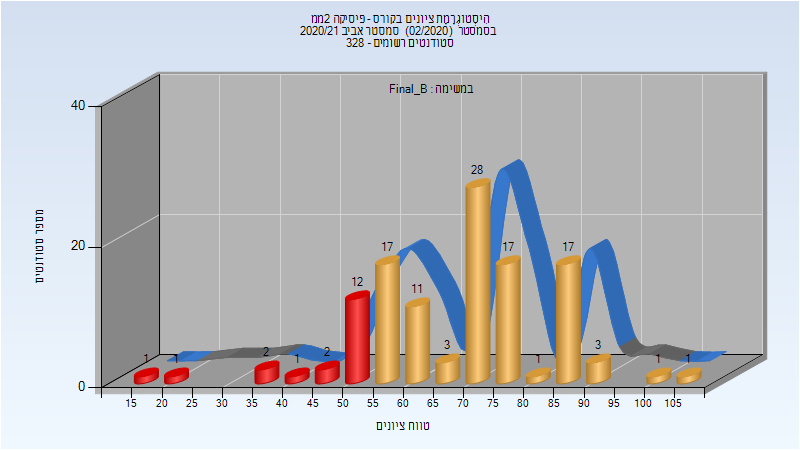 היסטוגרמת ציונים בקורס - פיסיקה 2ממ
בסמסטר (02/2020) סמסטר אביב 2020/21
סטודנטים רשומים - 328
במשימה : Final_B
מספר סטודנטים
40
20
0
1 1 2 1 2 12 17 11 3 28 17 1 17 3 1 1
15 20 25 30 35 40 45 50 55 60 65 70 75 80 85 90 95 100 105
טווח ציונים